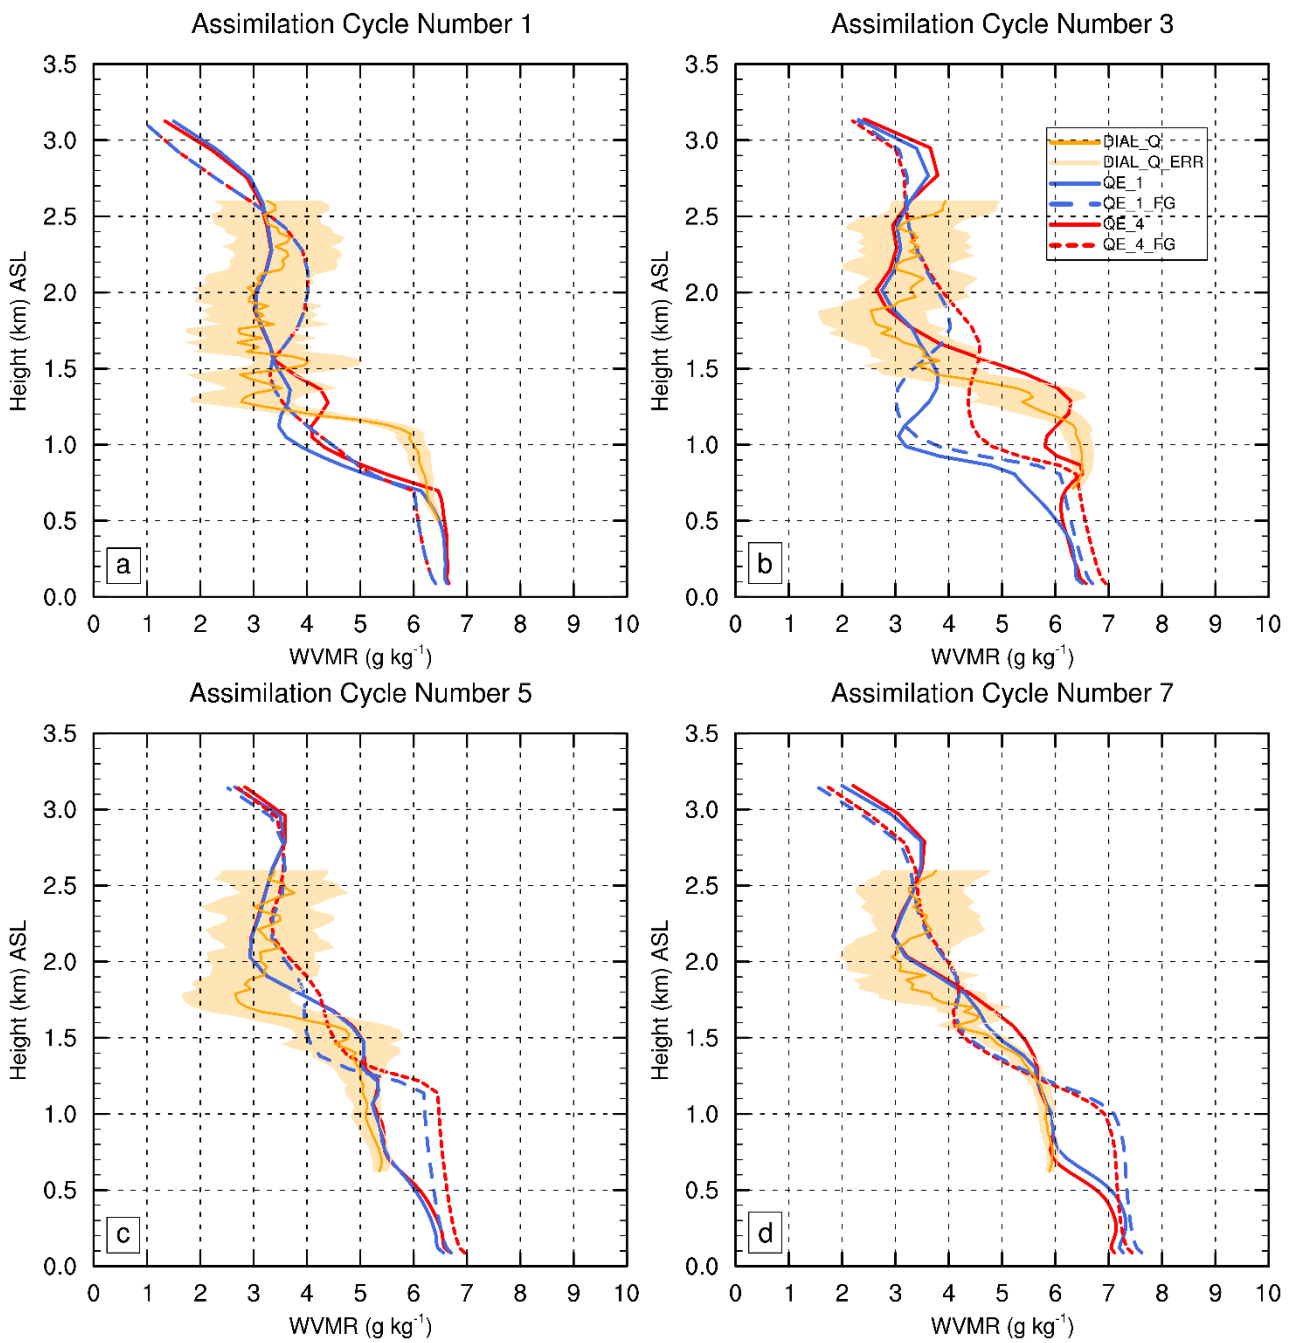 Assimilation Cycle Number 1
3.5
3.0
2.5
2.0
1.5
1.0
0.5
0.0
Height (km) ASL
a
0 1 2 3 4 5 6 7 8 9 10
WVMR (g kg⁻¹)
Assimilation Cycle Number 3
3.5
3.0
2.5
2.0
1.5
1.0
0.5
0.0
Height (km) ASL
DIAL_Q
DIAL_Q_ERR
QE_1
QE_1_FG
QE_4
QE_4_FG
b
0 1 2 3 4 5 6 7 8 9 10
WVMR (g kg⁻¹)
Assimilation Cycle Number 5
3.5
3.0
2.5
2.0
1.5
1.0
0.5
0.0
Height (km) ASL
c
0 1 2 3 4 5 6 7 8 9 10
WVMR (g kg⁻¹)
Assimilation Cycle Number 7
3.5
3.0
2.5
2.0
1.5
1.0
0.5
0.0
Height (km) ASL
d
0 1 2 3 4 5 6 7 8 9 10
WVMR (g kg⁻¹)